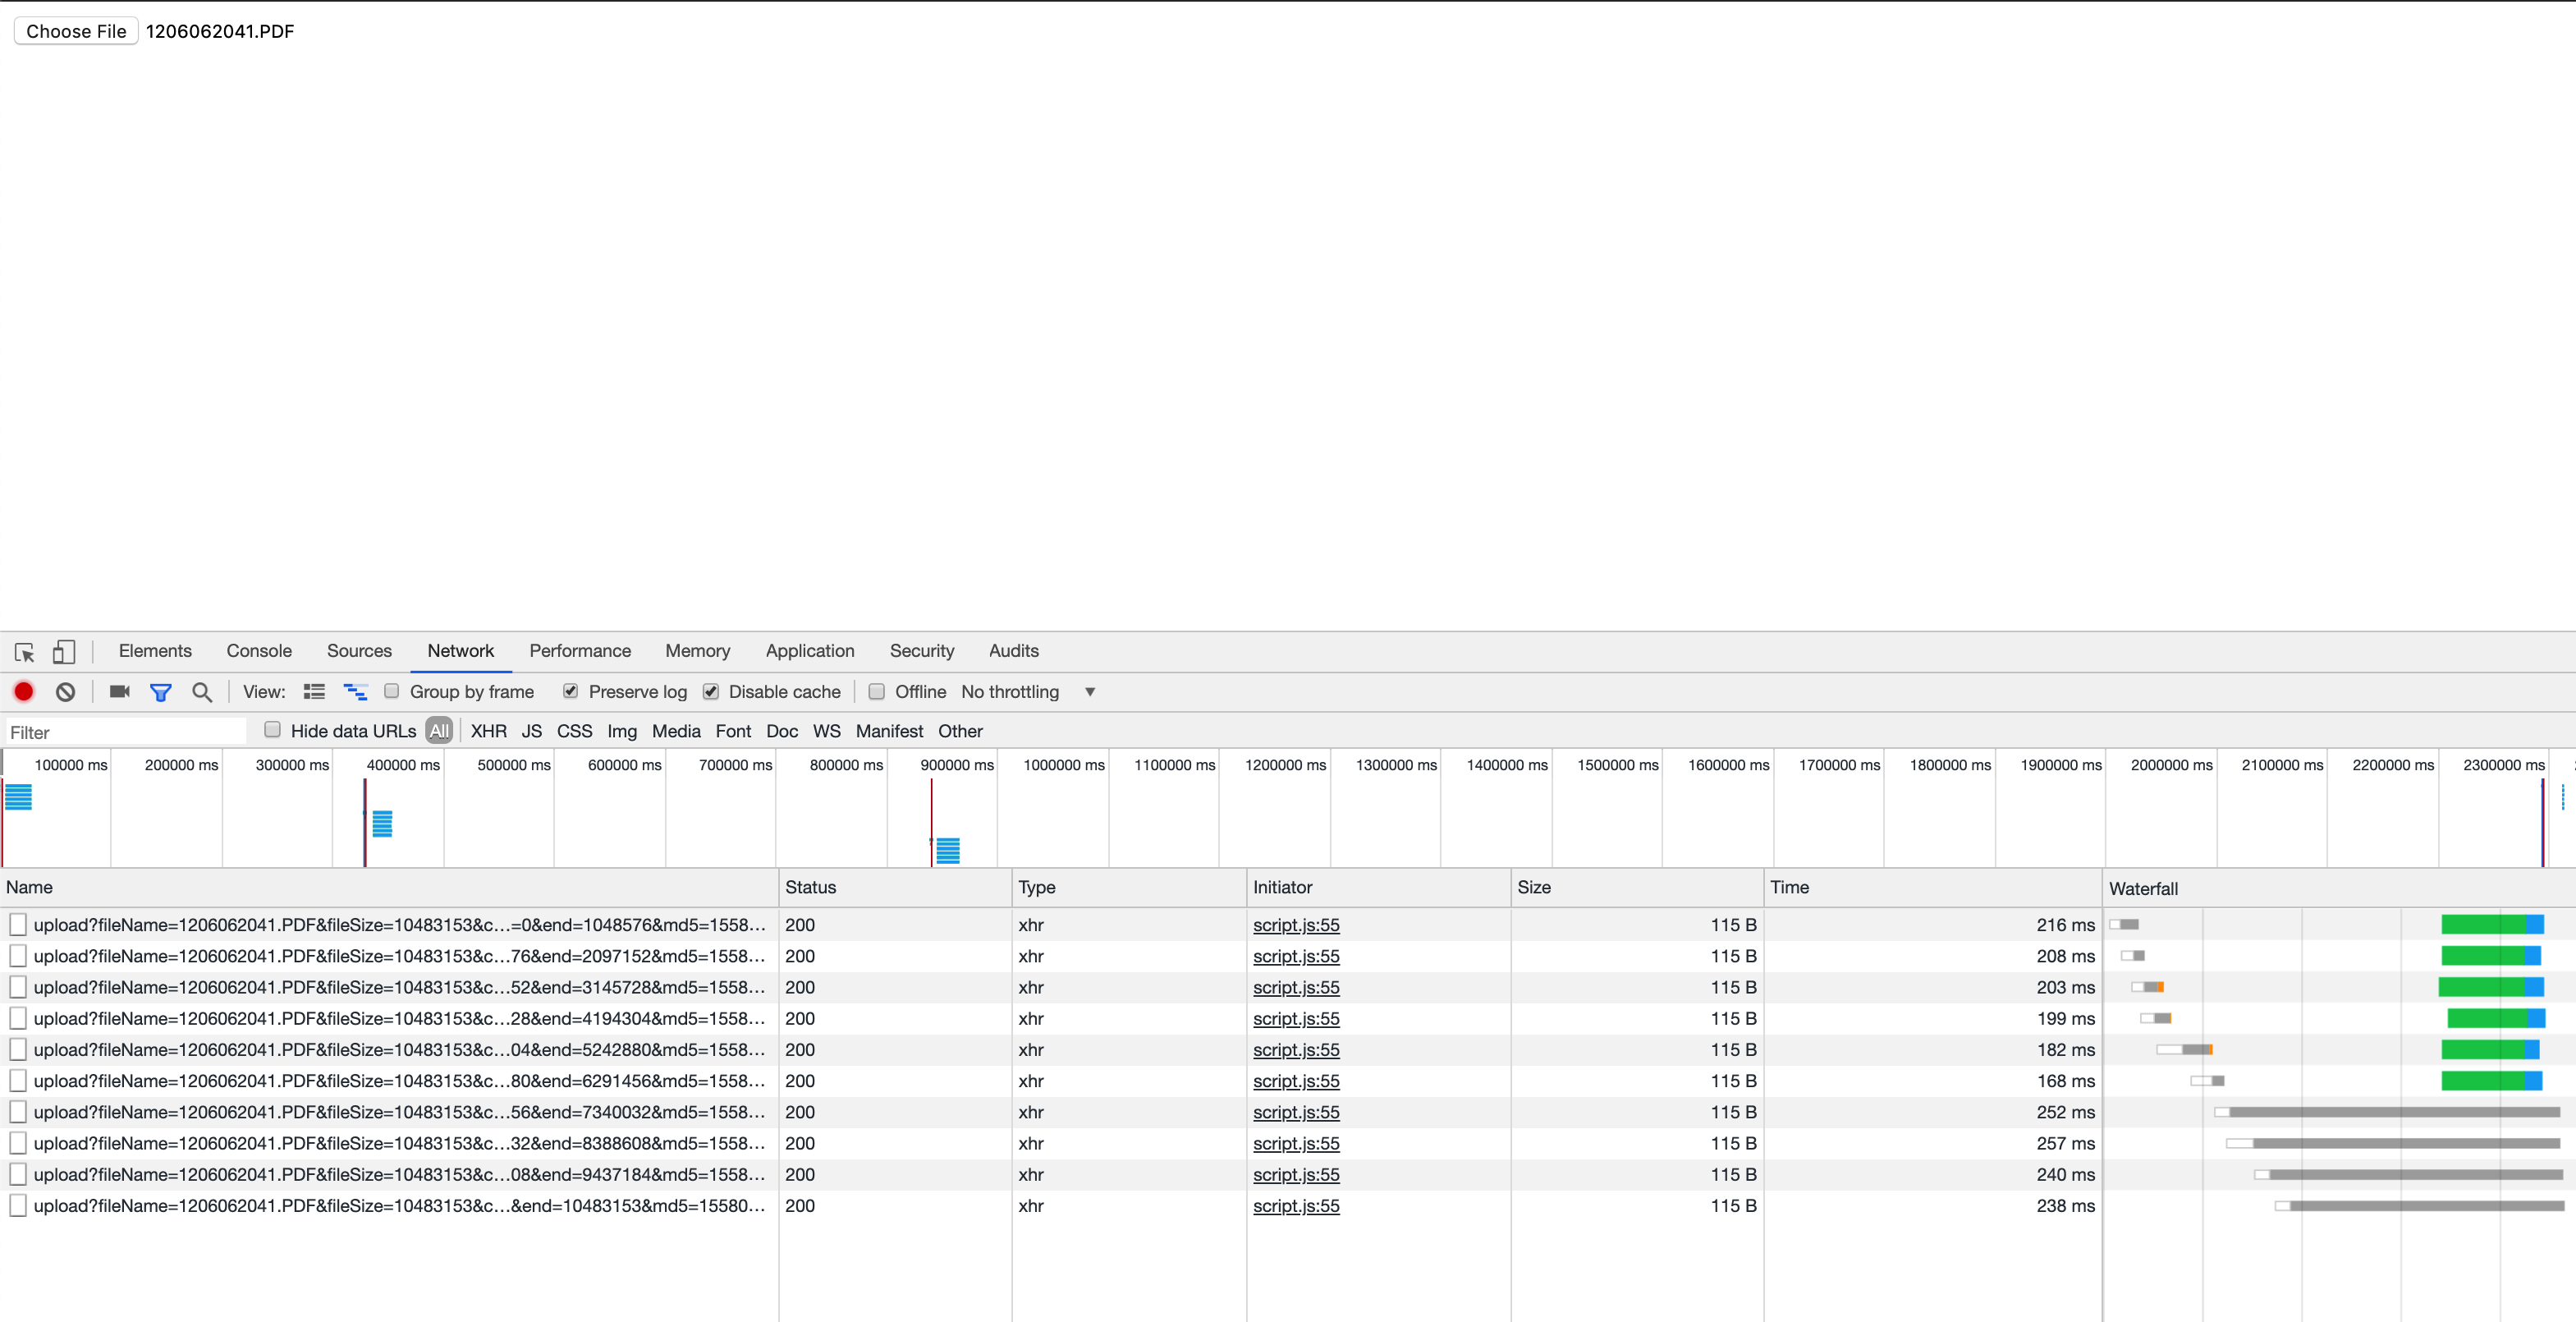 Choose File 1206062041.PDF
Elements Console Sources Network Performance Memory Application Security Audits
View: Group by frame Preserve log Disable cache Offline No throttling ▼
Filter Hide data URLs All XHR JS CSS Img Media Font Doc WS Manifest Other
100000 ms 200000 ms 300000 ms 400000 ms 500000 ms 600000 ms 700000 ms 800000 ms 900000 ms 1000000 ms 1100000 ms 1200000 ms 1300000 ms 1400000 ms 1500000 ms 1600000 ms 1700000 ms 1800000 ms 1900000 ms 2000000 ms 2100000 ms 2200000 ms 2300000 ms
Name Status Type Initiator Size Time Waterfall
upload?fileName=1206062041.PDF&fileSize=10483153&c…=0&end=1048576&md5=1558… 200 xhr script.js:55 115 B 216 ms
upload?fileName=1206062041.PDF&fileSize=10483153&c…76&end=2097152&md5=1558… 200 xhr script.js:55 115 B 208 ms
upload?fileName=1206062041.PDF&fileSize=10483153&c…52&end=3145728&md5=1558… 200 xhr script.js:55 115 B 203 ms
upload?fileName=1206062041.PDF&fileSize=10483153&c…28&end=4194304&md5=1558… 200 xhr script.js:55 115 B 199 ms
upload?fileName=1206062041.PDF&fileSize=10483153&c…04&end=5242880&md5=1558… 200 xhr script.js:55 115 B 182 ms
upload?fileName=1206062041.PDF&fileSize=10483153&c…80&end=6291456&md5=1558… 200 xhr script.js:55 115 B 168 ms
upload?fileName=1206062041.PDF&fileSize=10483153&c…56&end=7340032&md5=1558… 200 xhr script.js:55 115 B 252 ms
upload?fileName=1206062041.PDF&fileSize=10483153&c…32&end=8388608&md5=1558… 200 xhr script.js:55 115 B 257 ms
upload?fileName=1206062041.PDF&fileSize=10483153&c…08&end=9437184&md5=1558… 200 xhr script.js:55 115 B 240 ms
upload?fileName=1206062041.PDF&fileSize=10483153&c…&end=10483153&md5=15580… 200 xhr script.js:55 115 B 238 ms